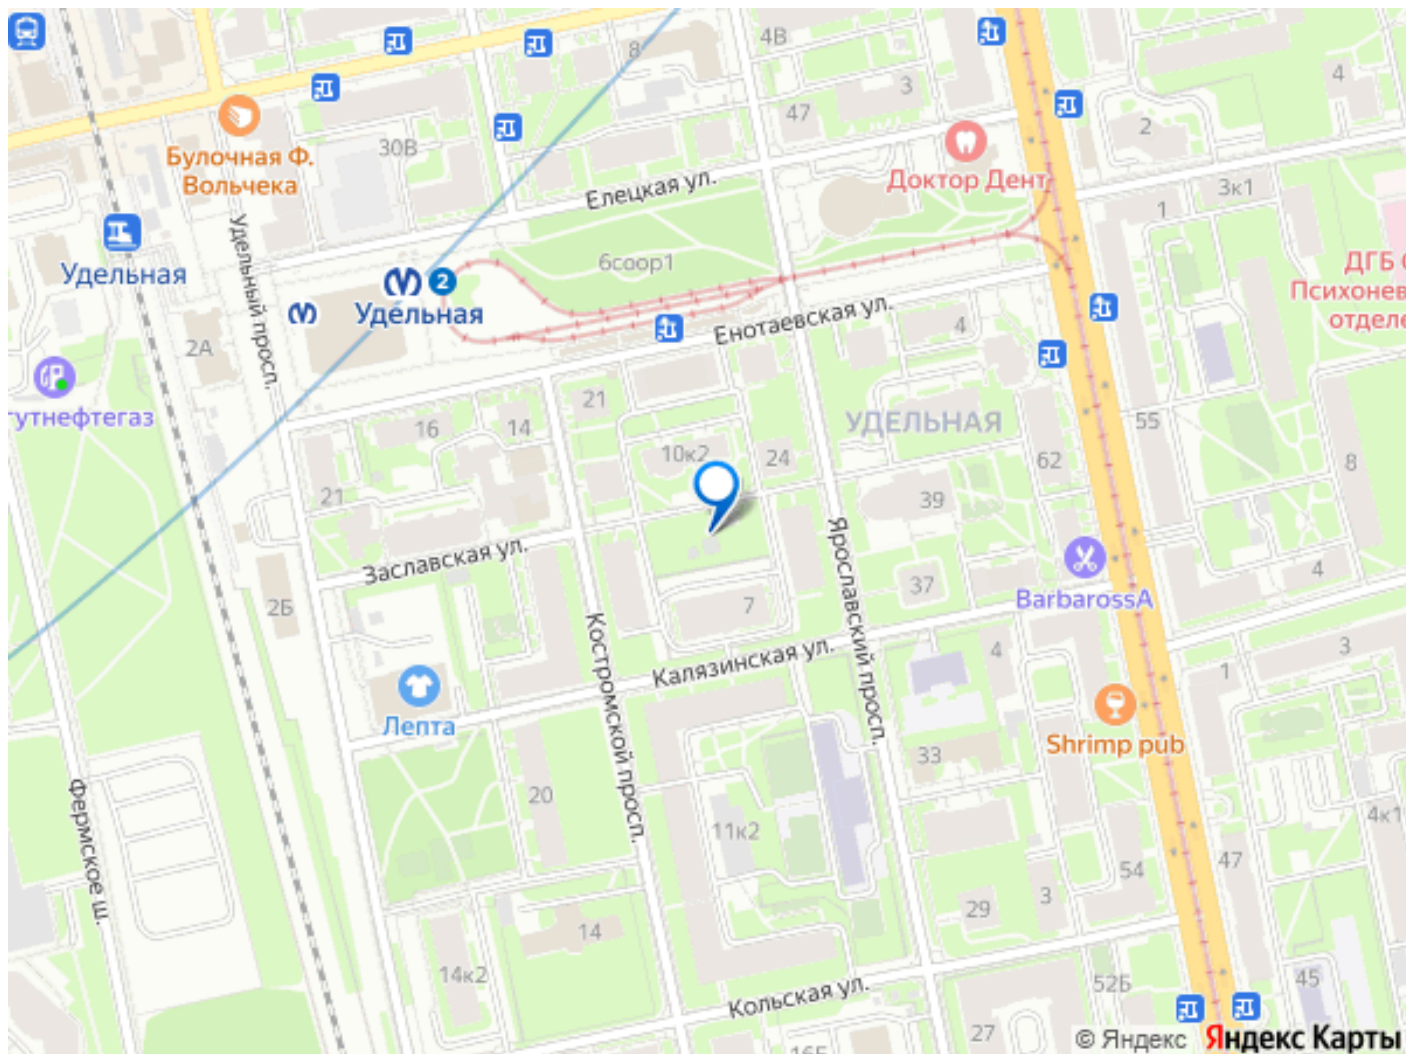 8
4В
4
3
47
2
30В
Булочная Ф.
Вольчека
Доктор Дент
Елецкая ул.
3к1
1
Удельный просп.
Удельная
2
Удельная
6соор1
ДГБ
Психонев
отделе
Енотаевская ул.
4
2А
утнефтегаз
21
16
14
УДЕЛЬНАЯ
55
10к2
24
62
8
21
39
Ярославский просп.
Заславская ул.
BarbarossA
4
37
2Б
7
Костромской просп.
Калязинская ул.
4
3
1
Лепта
Shrimp pub
33
Фермское ш.
20
11к2
4к1
54
47
3
29
14
14к2
52Б
45
Кольская ул.
27
16Б
© Яндекс Яндекс Карты